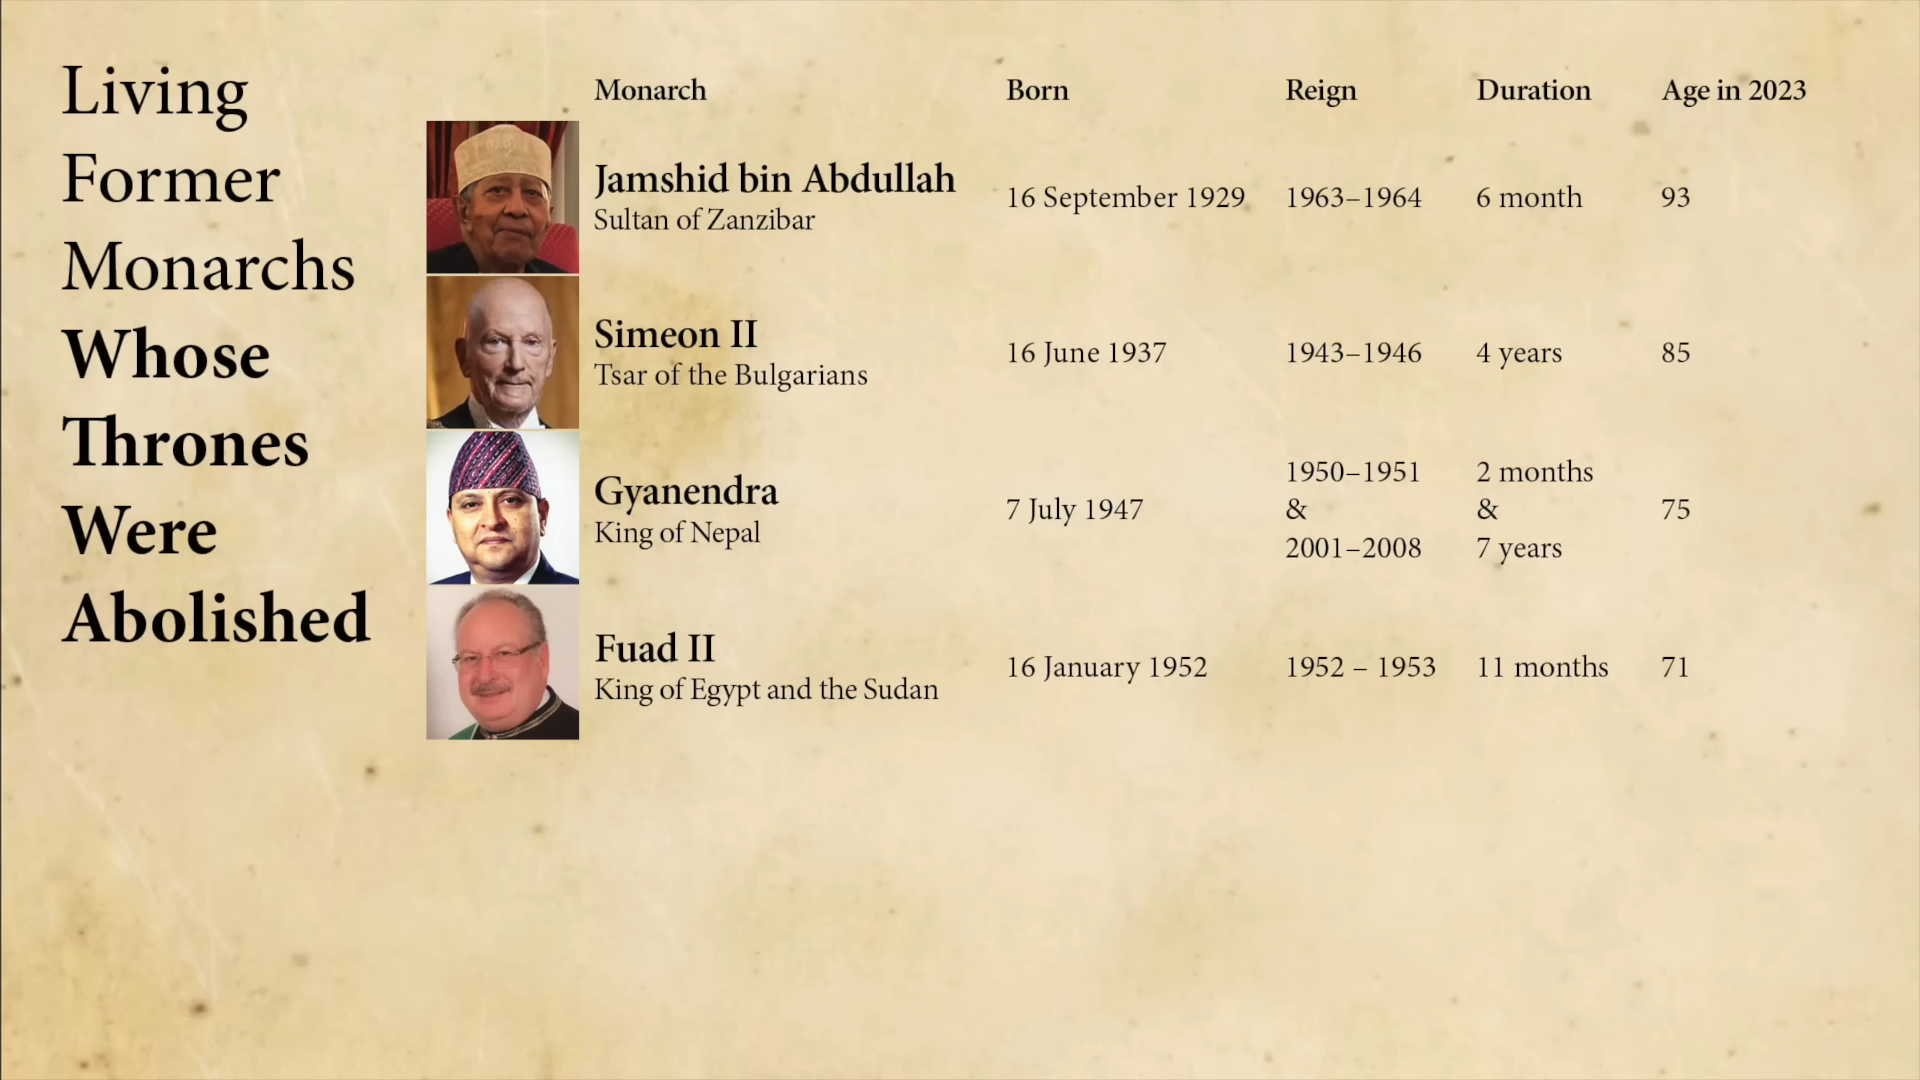 Living
Former
Monarchs
Whose
Thrones
Were
Abolished
Monarch Born Reign Duration Age in 2023
Jamshid bin Abdullah
Sultan of Zanzibar
16 September 1929 1963–1964 6 month 93
Simeon II
Tsar of the Bulgarians
16 June 1937 1943–1946 4 years 85
Gyanendra
King of Nepal
7 July 1947
1950–1951
&
2001–2008
2 months
&
7 years
75
Fuad II
King of Egypt and the Sudan
16 January 1952 1952 – 1953 11 months 71